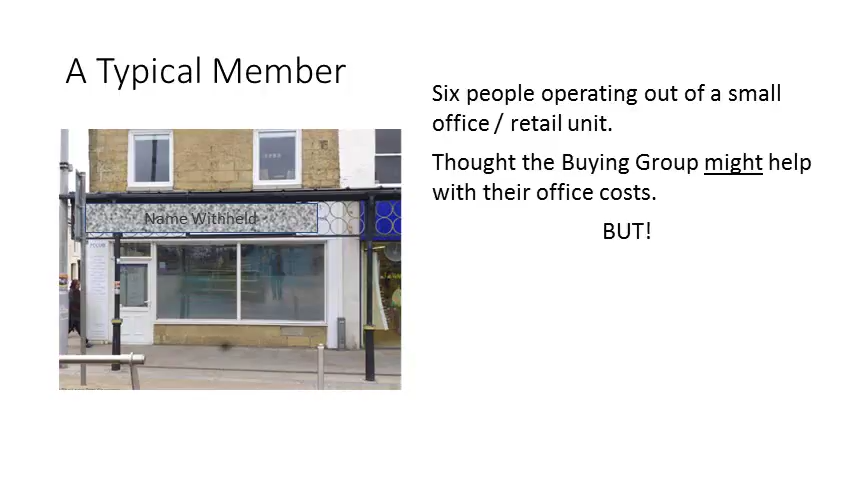 A Typical Member
Six people operating out of a small
office / retail unit.
Thought the Buying Group might help
with their office costs.
BUT!
Name Withheld